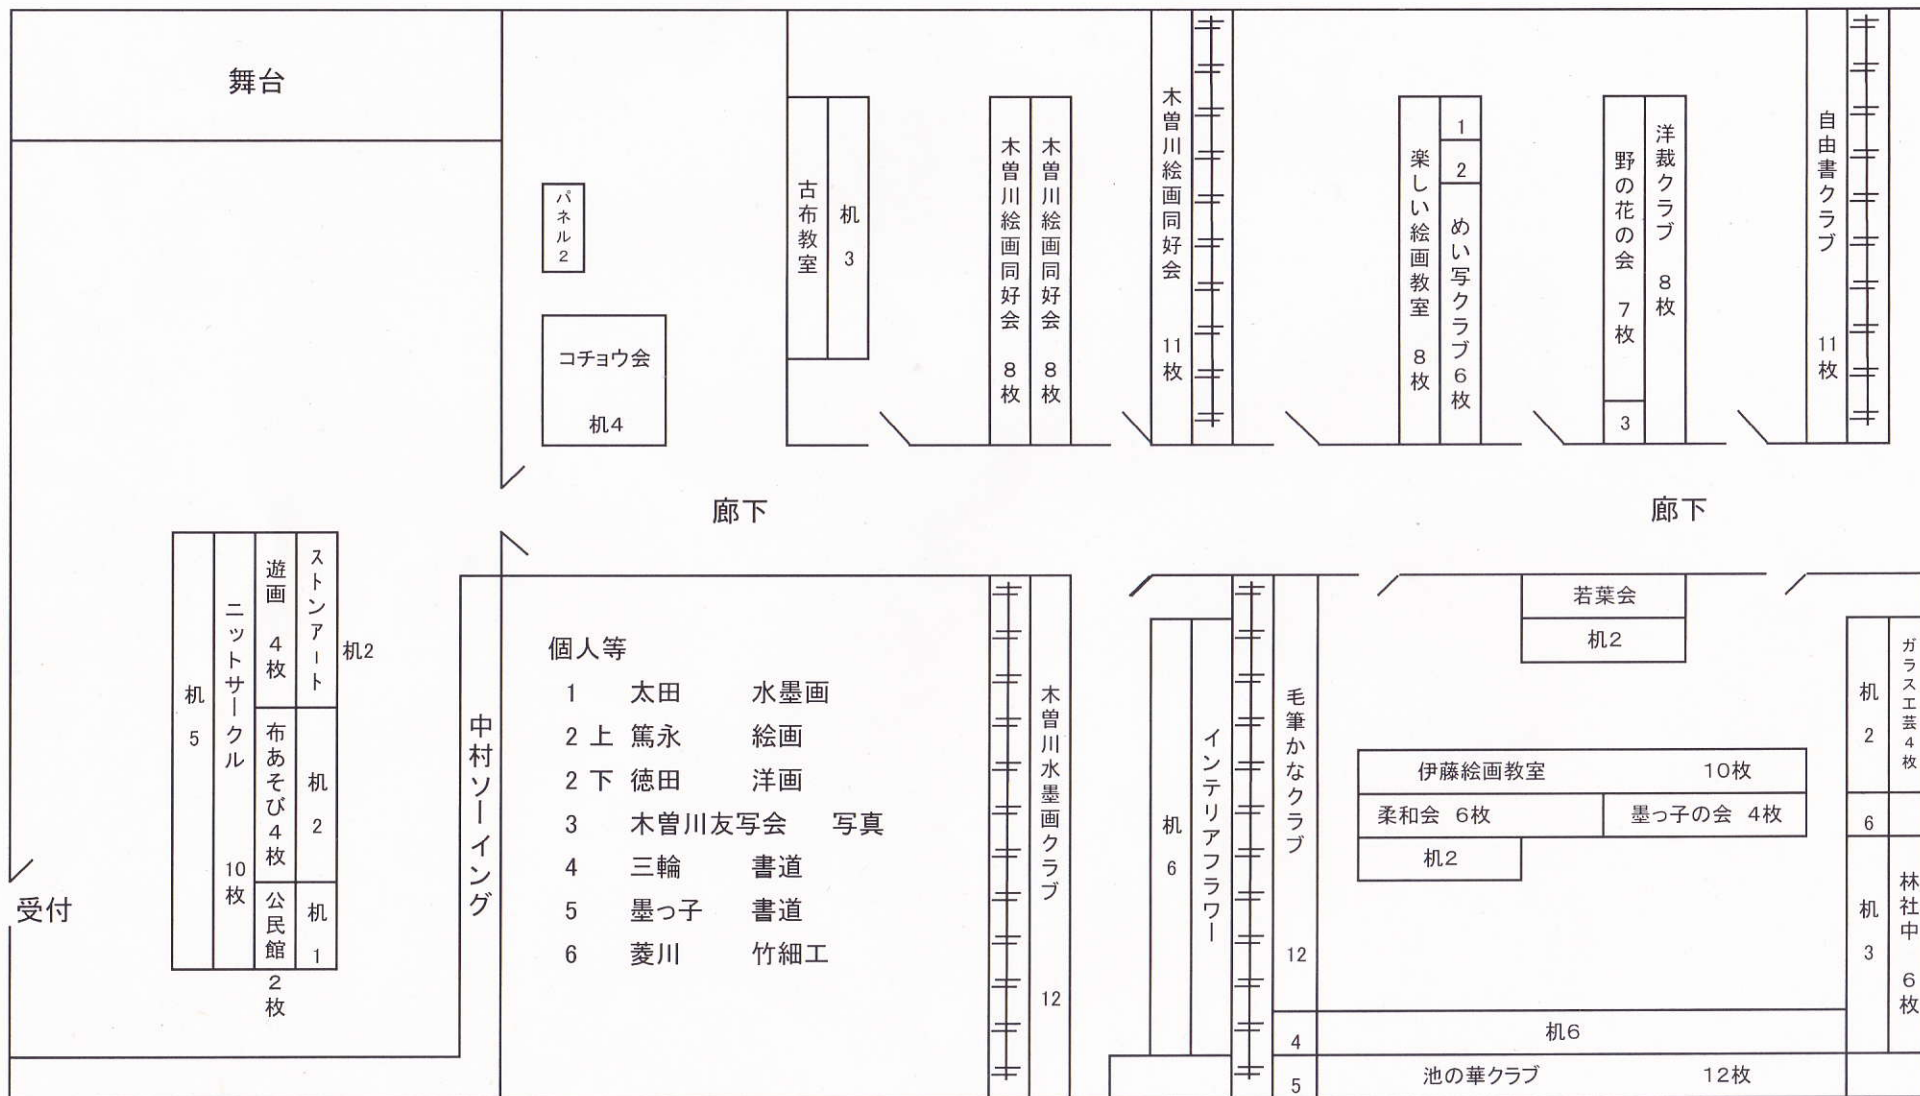 舞台
パネル2
コチョウ会
机4
古布教室
机 3
木曽川絵画同好会 8枚
木曽川絵画同好会 8枚
木曽川絵画同好会 11枚
楽しい絵画教室 8枚
1
2
めい写クラブ6枚
野の花の会 7枚
3
洋裁クラブ 8枚
自由書クラブ 11枚
廊下
廊下
机 5
ニットサークル 10枚
遊画 4枚
ストンアート
机2
布あそび4枚
机 2
公民館 2枚
机 1
受付
中村ソーイング
個人等
1 太田 水墨画
2 上 篤永 絵画
2 下 徳田 洋画
3 木曽川友写会 写真
4 三輪 書道
5 墨っ子 書道
6 菱川 竹細工
木曽川水墨画クラブ 12
机 6
インテリアフラワー
毛筆かなクラブ 12
4
5
若葉会
机2
伊藤絵画教室 10枚
柔和会 6枚
墨っ子の会 4枚
机2
机6
池の華クラブ 12枚
机 2
ガラス工芸4枚
6
机 3
林社中 6枚